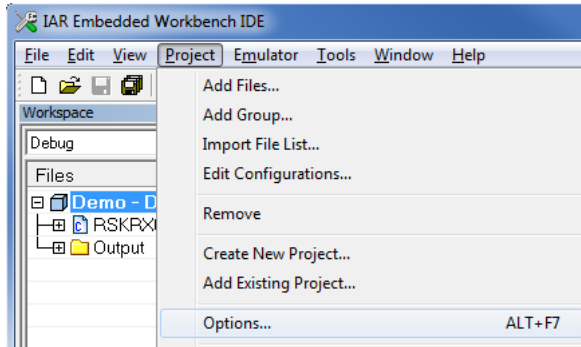 IAR Embedded Workbench IDE
File Edit View Project Emulator Tools Window Help
Workspace
Debug
Files
Demo - D
RSKRX
Output
Add Files...
Add Group...
Import File List...
Edit Configurations...
Remove
Create New Project...
Add Existing Project...
Options... ALT+F7